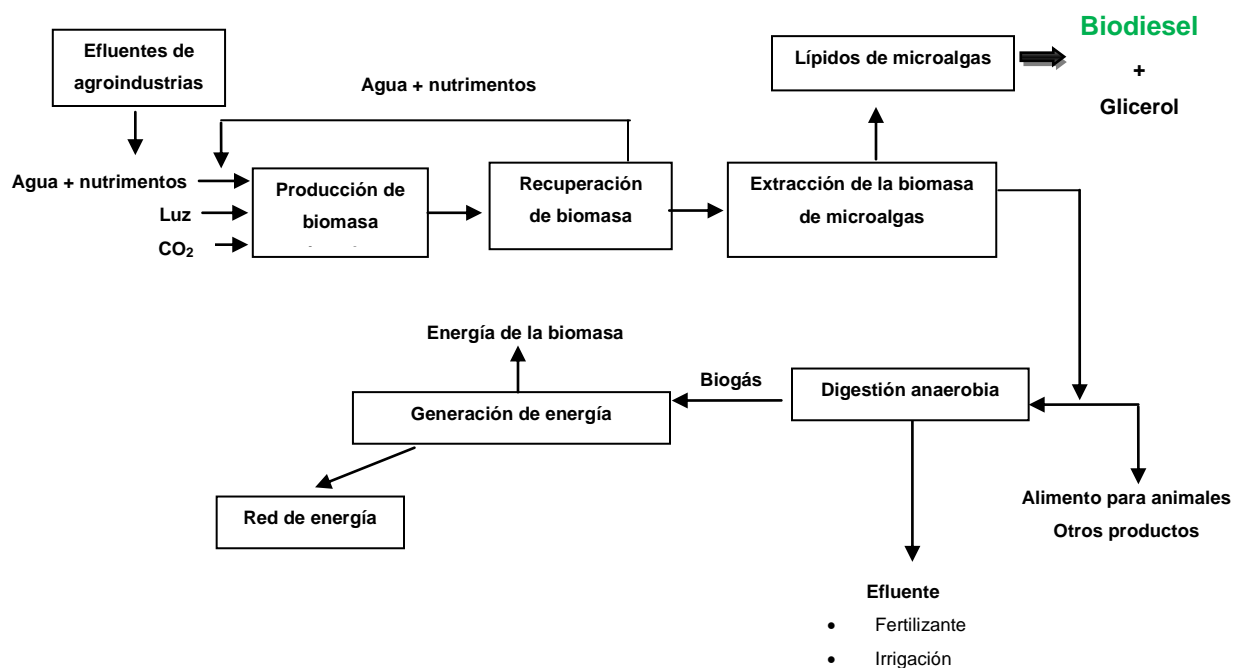 Biodiesel
+
Glicerol
Lípidos de microalgas
Efluentes de
agroindustrias
Agua + nutrimentos
Agua + nutrimentos
Luz
CO₂
Producción de
biomasa
Recuperación
de biomasa
Extracción de la biomasa
de microalgas
Energía de la biomasa
Biogás
Digestión anaerobia
Generación de energía
Red de energía
Alimento para animales
Otros productos
Efluente
• Fertilizante
• Irrigación